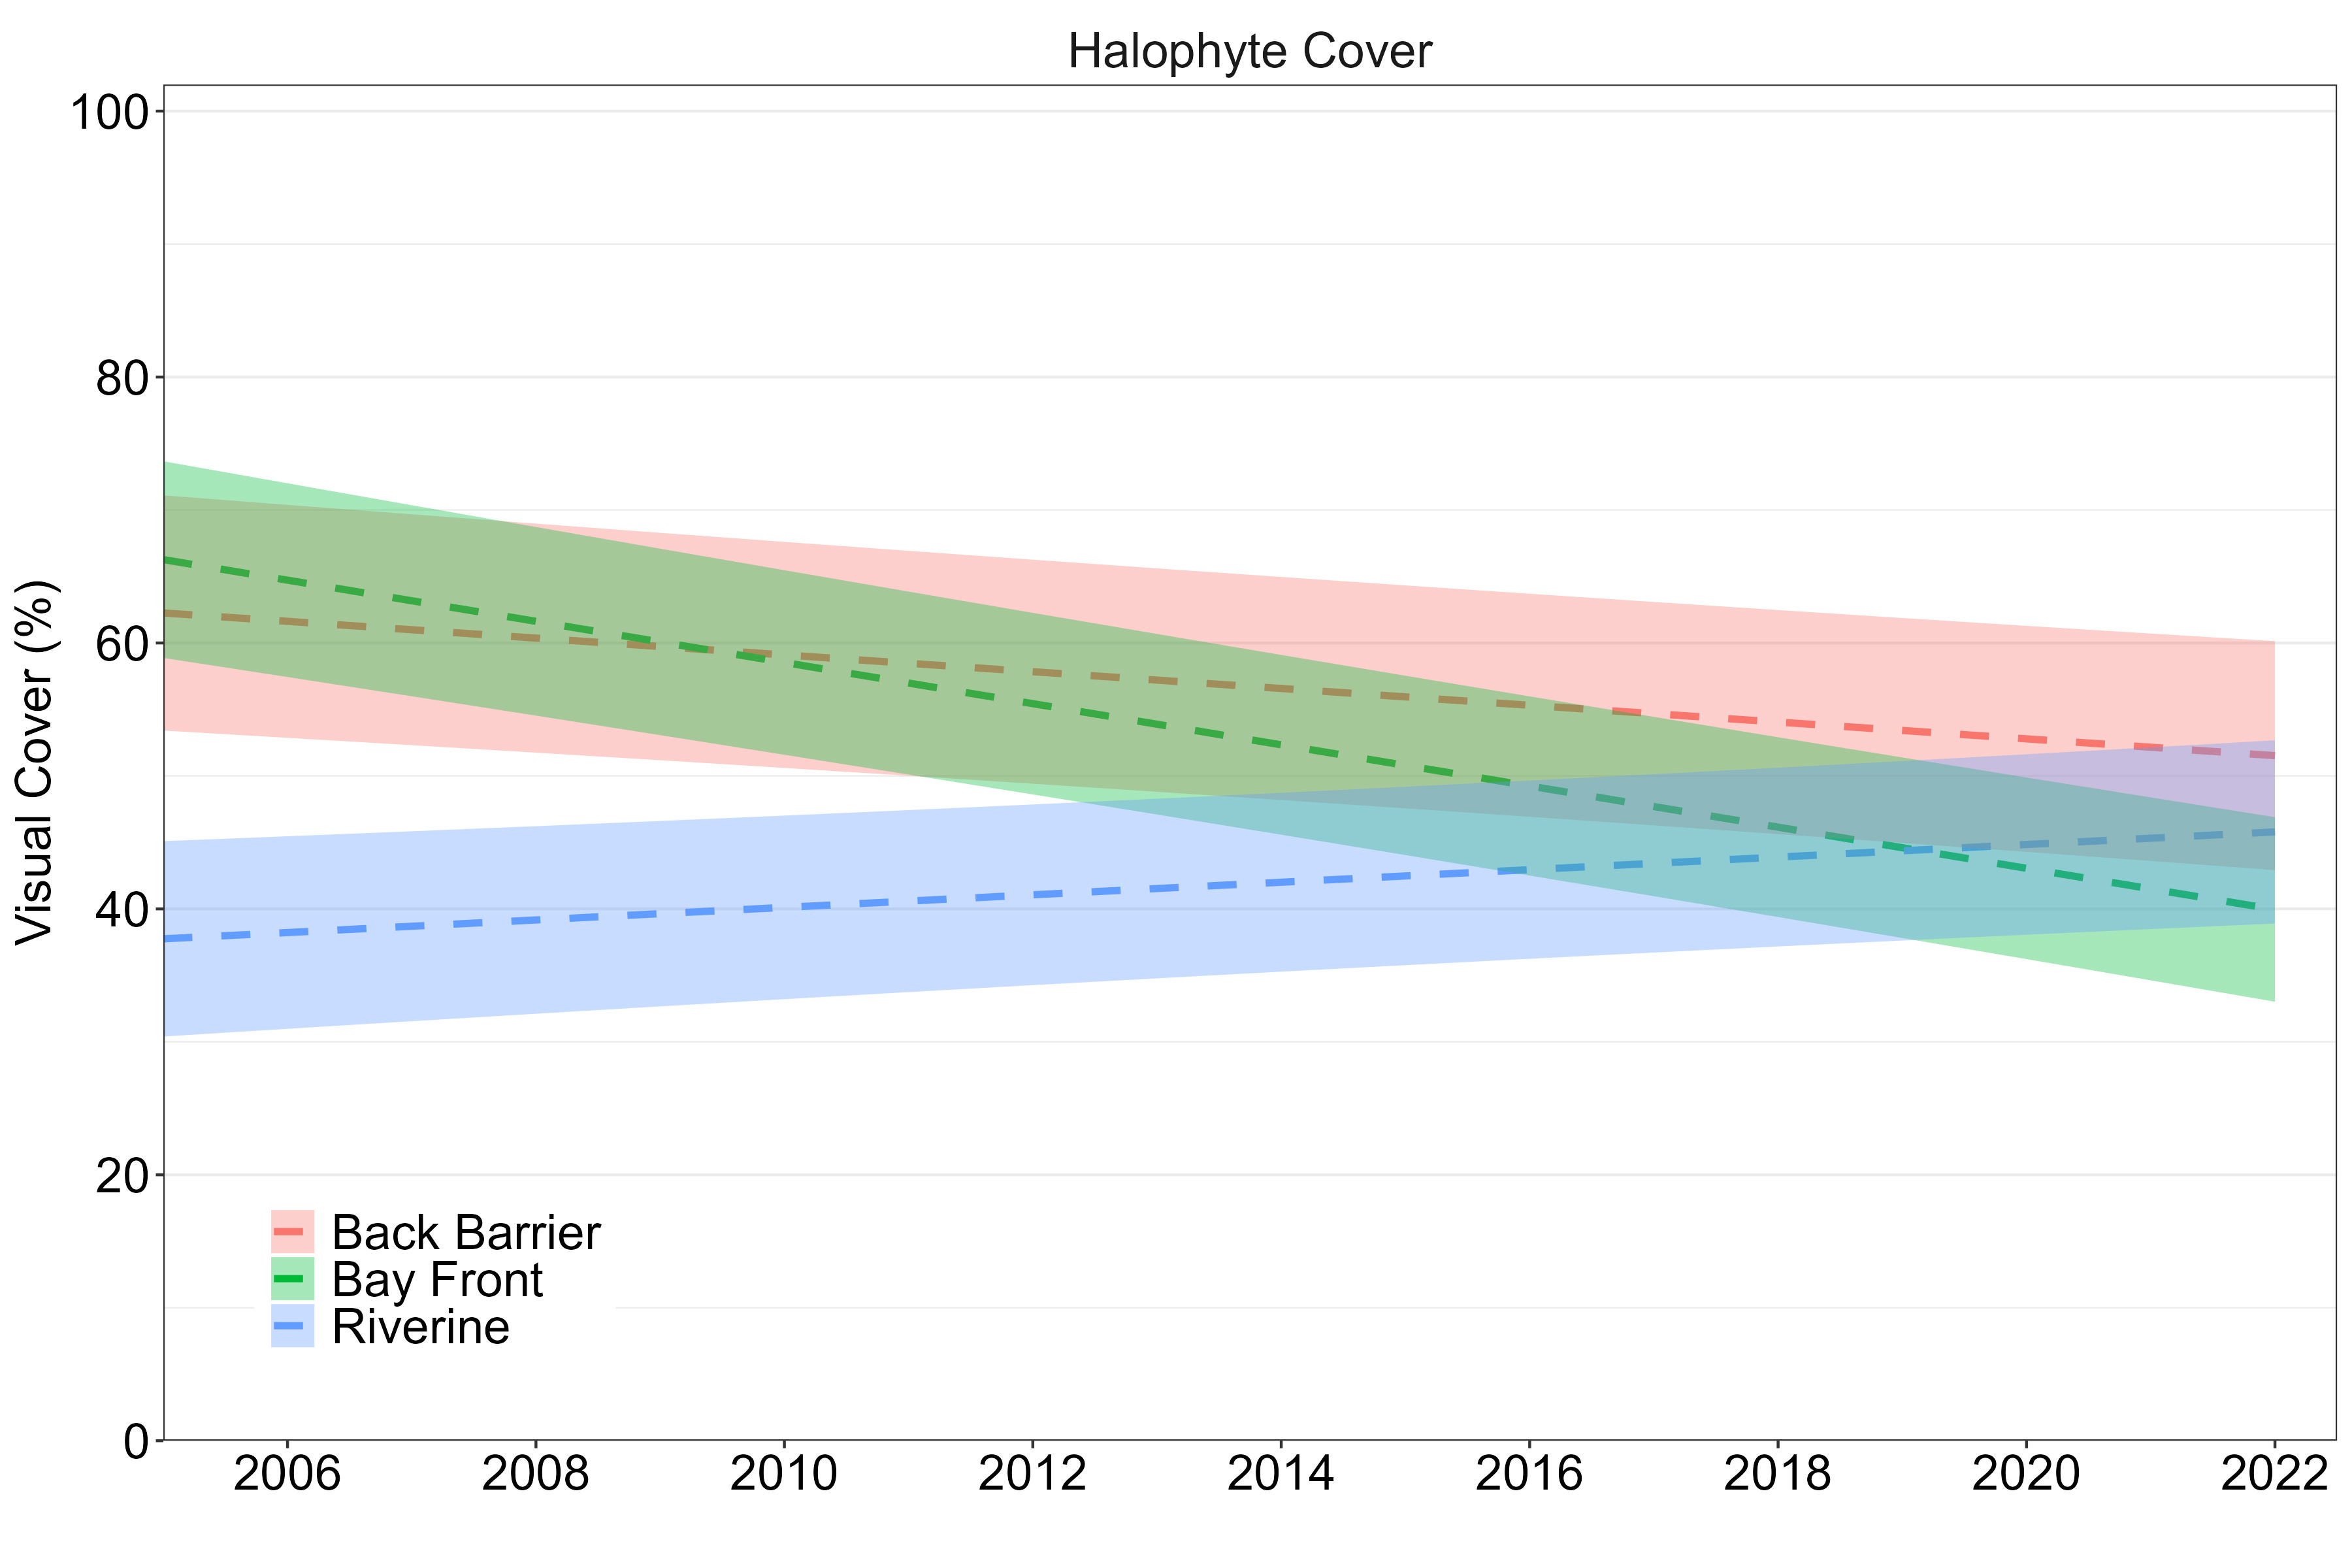 Halophyte Cover
Visual Cover (%)
100
80
60
40
20
0
Back Barrier
Bay Front
Riverine
2006 2008 2010 2012 2014 2016 2018 2020 2022